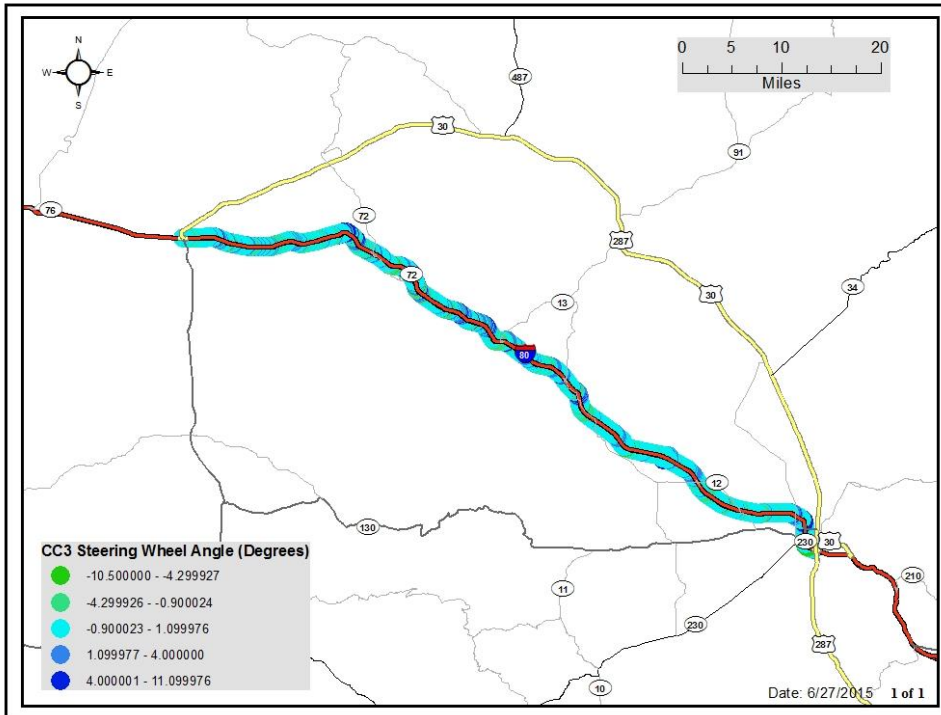 N
W E
S
0 5 10 20
Miles
487
30
91
76
72
287
72
30
34
13
80
12
130
230
30
11
210
230
287
10
CC3 Steering Wheel Angle (Degrees)
-10.500000 - -4.299927
-4.299926 - -0.900024
-0.900023 - 1.099976
1.099977 - 4.000000
4.000001 - 11.099976
Date: 6/27/2015 1 of 1